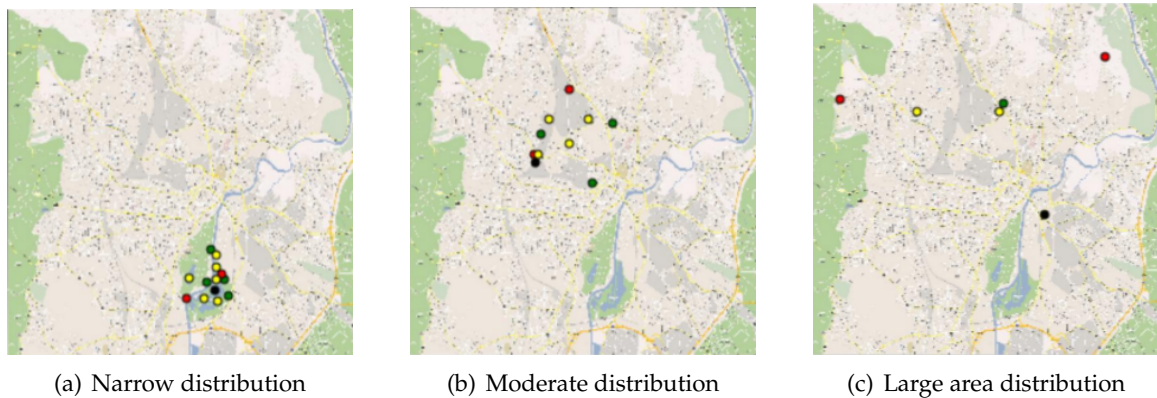 (a) Narrow distribution
(b) Moderate distribution
(c) Large area distribution